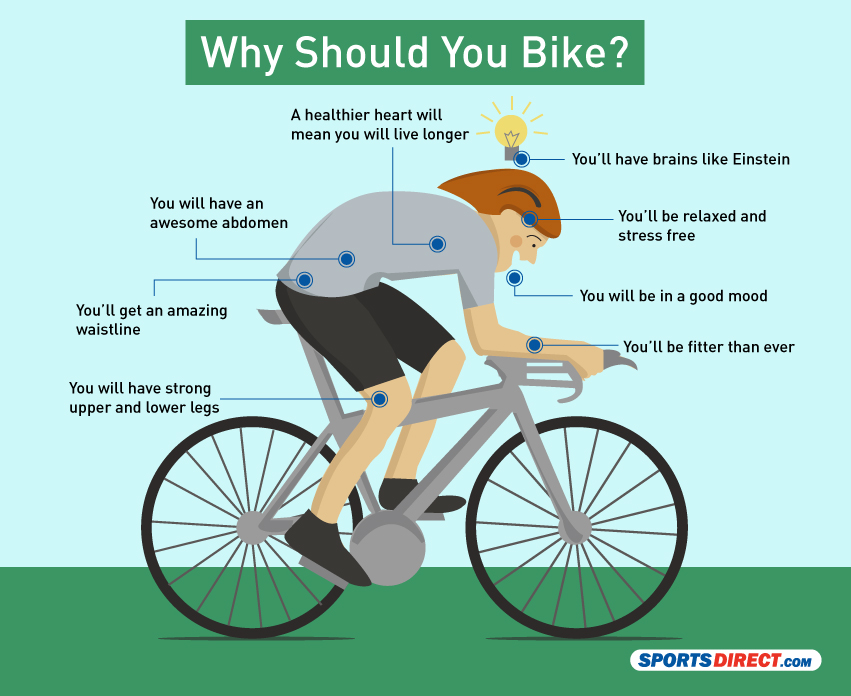 Why Should You Bike?
A healthier heart will
mean you will live longer
You'll have brains like Einstein
You will have an
awesome abdomen
You'll be relaxed and
stress free
You'll get an amazing
waistline
You will be in a good mood
You'll be fitter than ever
You will have strong
upper and lower legs
SPORTSDIRECT.COM